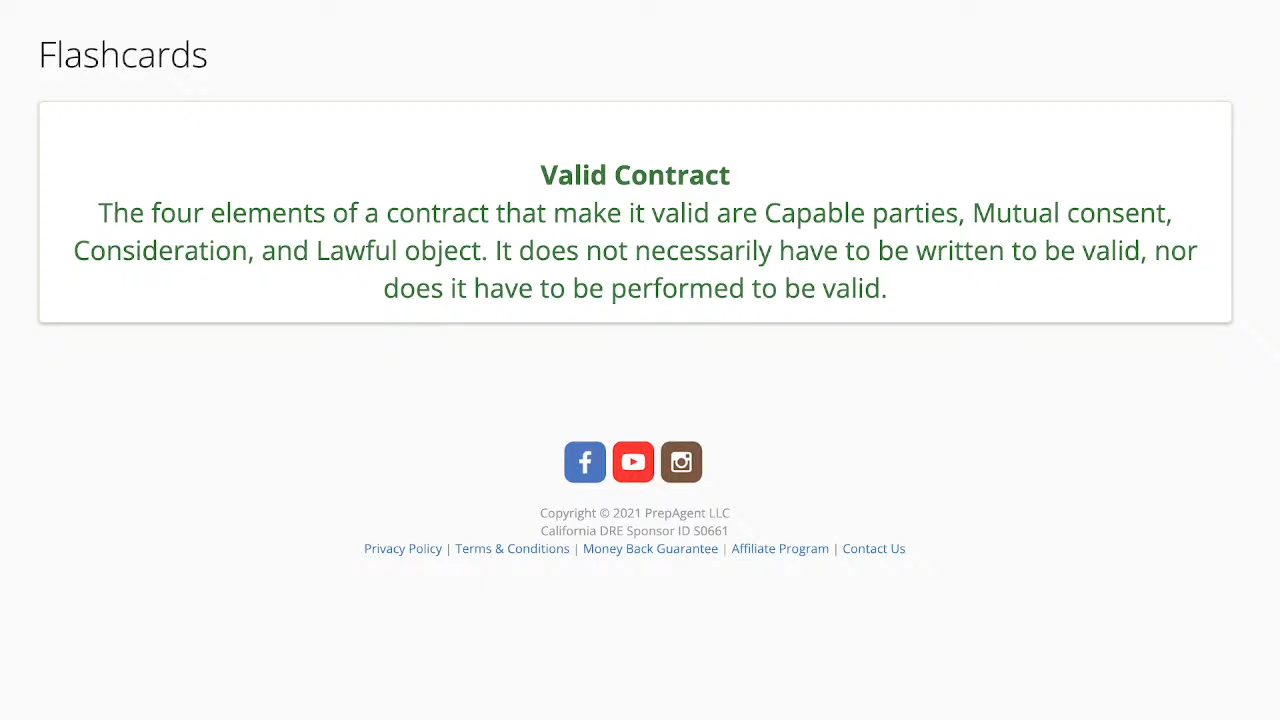 Flashcards
Valid Contract
The four elements of a contract that make it valid are Capable parties, Mutual consent,
Consideration, and Lawful object. It does not necessarily have to be written to be valid, nor
does it have to be performed to be valid.
Copyright © 2021 PrepAgent LLC
California DRE Sponsor ID S0661
Privacy Policy | Terms & Conditions | Money Back Guarantee | Affiliate Program | Contact Us